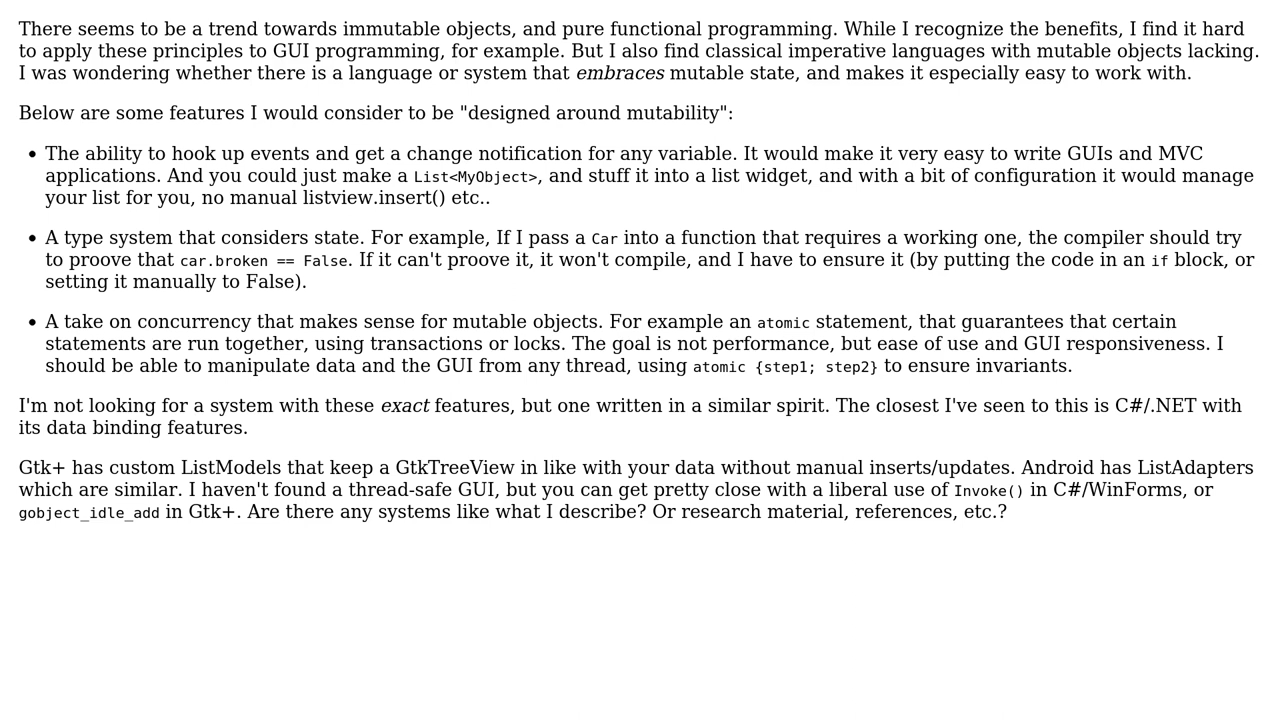 There seems to be a trend towards immutable objects, and pure functional programming. While I recognize the benefits, I find it hard
to apply these principles to GUI programming, for example. But I also find classical imperative languages with mutable objects lacking.
I was wondering whether there is a language or system that embraces mutable state, and makes it especially easy to work with.
Below are some features I would consider to be "designed around mutability":
• The ability to hook up events and get a change notification for any variable. It would make it very easy to write GUIs and MVC
applications. And you could just make a List<MyObject>, and stuff it into a list widget, and with a bit of configuration it would manage
your list for you, no manual listview.insert() etc..
• A type system that considers state. For example, If I pass a Car into a function that requires a working one, the compiler should try
to proove that car.broken == False. If it can't proove it, it won't compile, and I have to ensure it (by putting the code in an if block, or
setting it manually to False).
• A take on concurrency that makes sense for mutable objects. For example an atomic statement, that guarantees that certain
statements are run together, using transactions or locks. The goal is not performance, but ease of use and GUI responsiveness. I
should be able to manipulate data and the GUI from any thread, using atomic {step1; step2} to ensure invariants.
I'm not looking for a system with these exact features, but one written in a similar spirit. The closest I've seen to this is C#/.NET with
its data binding features.
Gtk+ has custom ListModels that keep a GtkTreeView in like with your data without manual inserts/updates. Android has ListAdapters
which are similar. I haven't found a thread-safe GUI, but you can get pretty close with a liberal use of Invoke() in C#/WinForms, or
gobject_idle_add in Gtk+. Are there any systems like what I describe? Or research material, references, etc.?